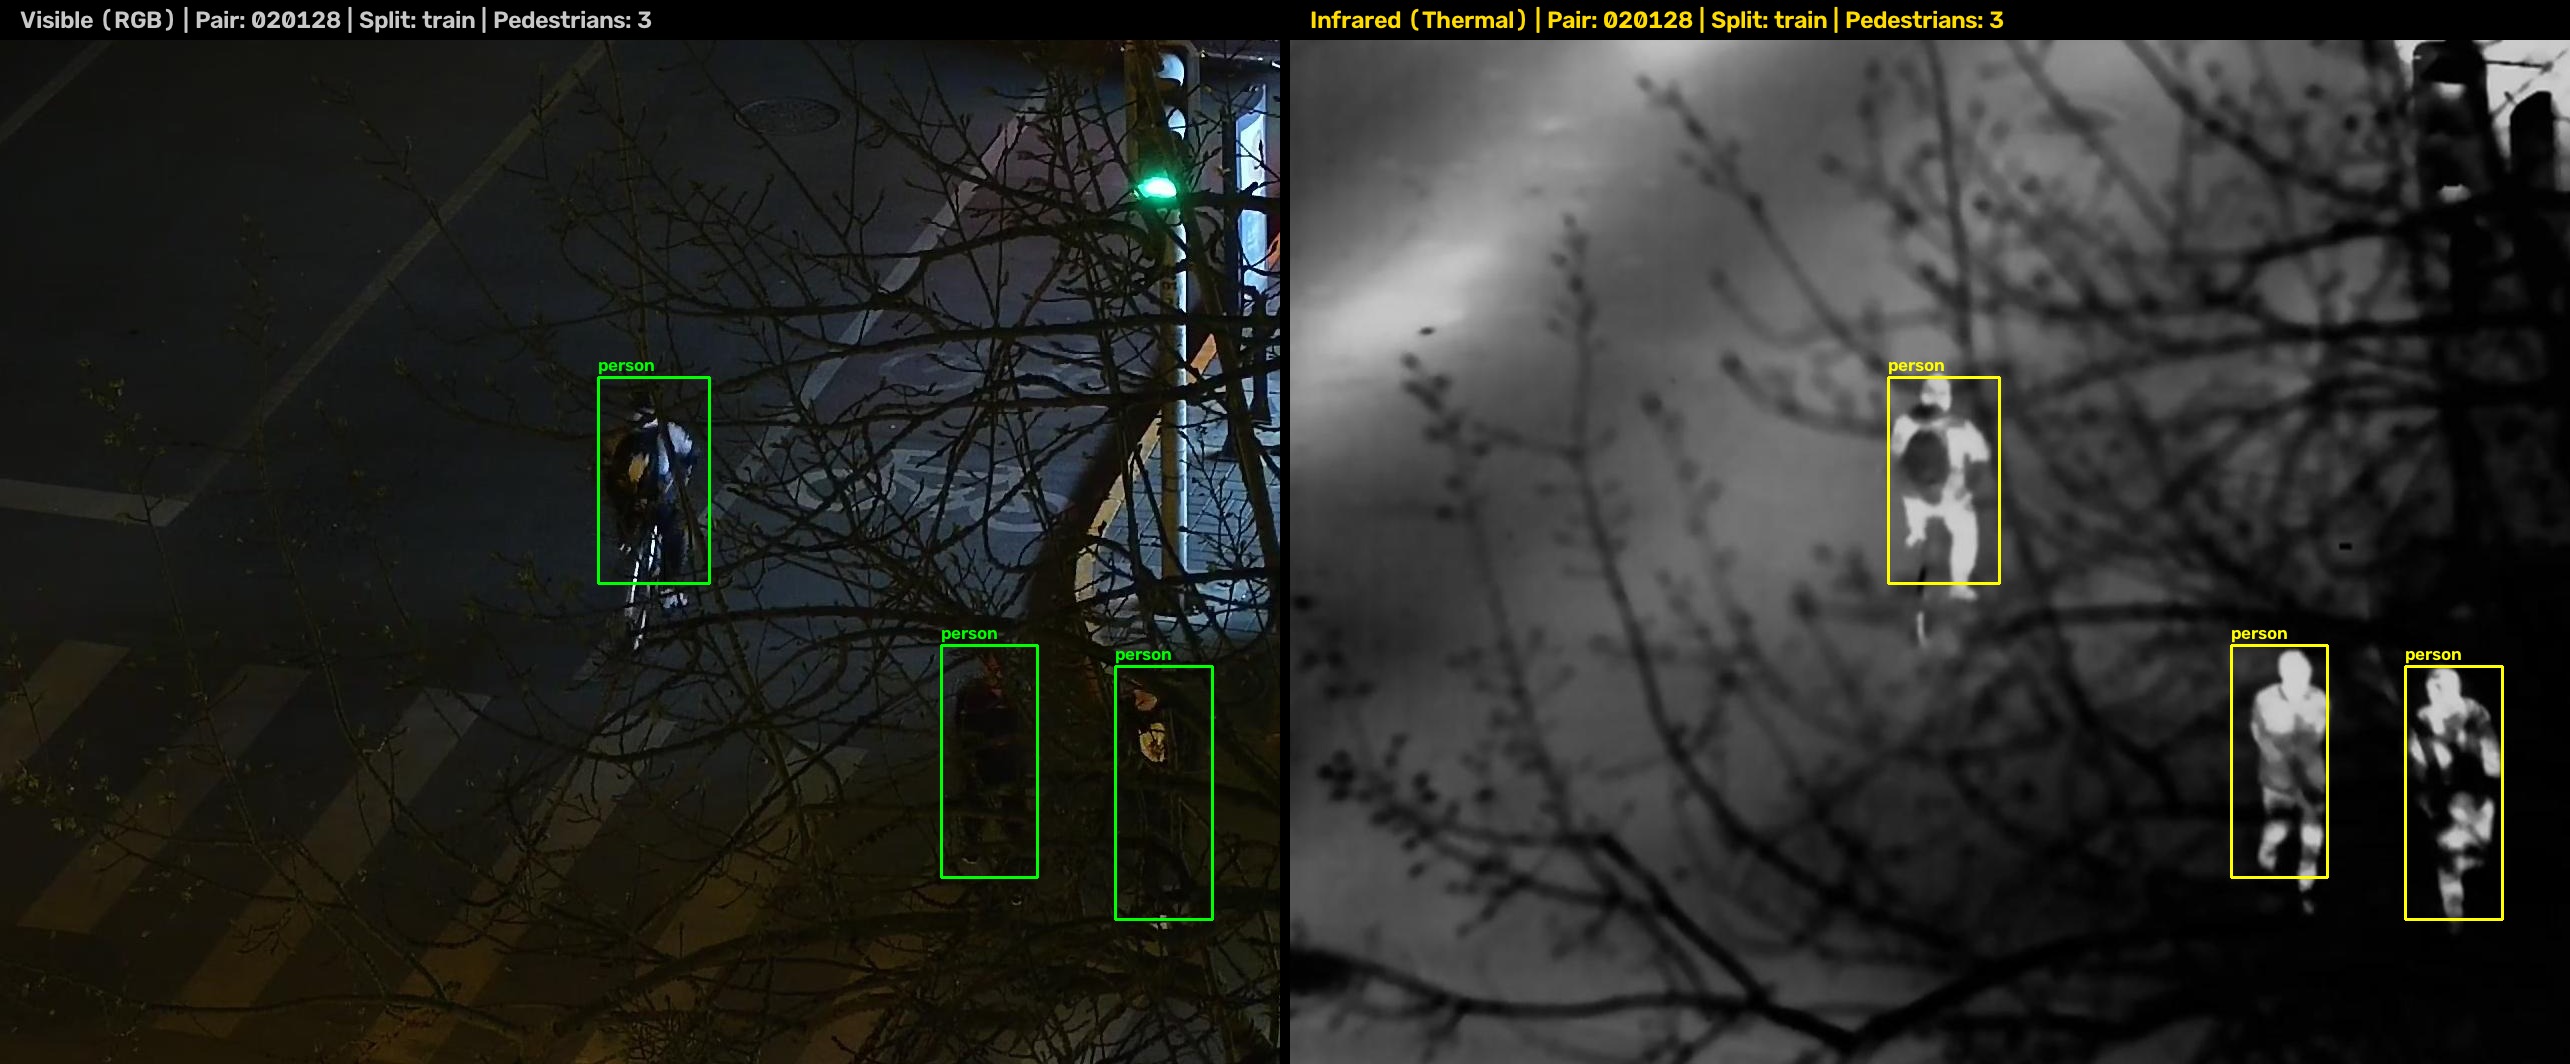 Visible (RGB) | Pair: 020128 | Split: train | Pedestrians: 3
Infrared (Thermal) | Pair: 020128 | Split: train | Pedestrians: 3
person
person
person
person
person
person